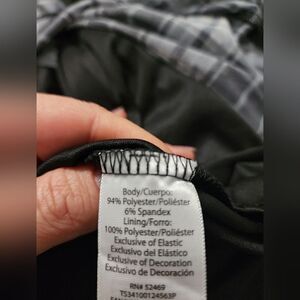 Body/Cuerpo:
94% Polyester/Poliéster
6% Spandex
Lining/Forro:
100% Polyester/Poliéster
Exclusive of Elastic
Exclusivo del Elástico
Exclusive of Decoration
Exclusivo de Decoración
RN# 52469
TS34100124563P